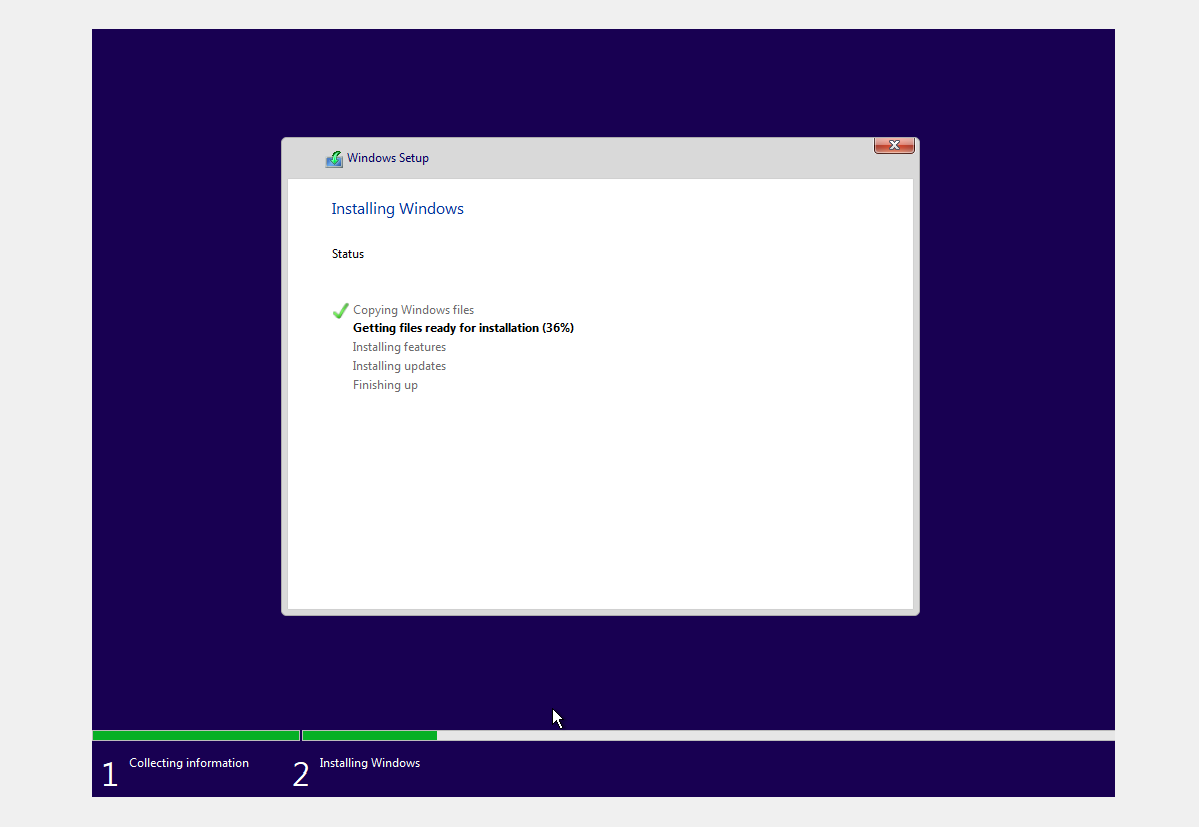 Windows Setup
Installing Windows
Status
Copying Windows files
Getting files ready for installation (36%)
Installing features
Installing updates
Finishing up
1 Collecting information
2 Installing Windows